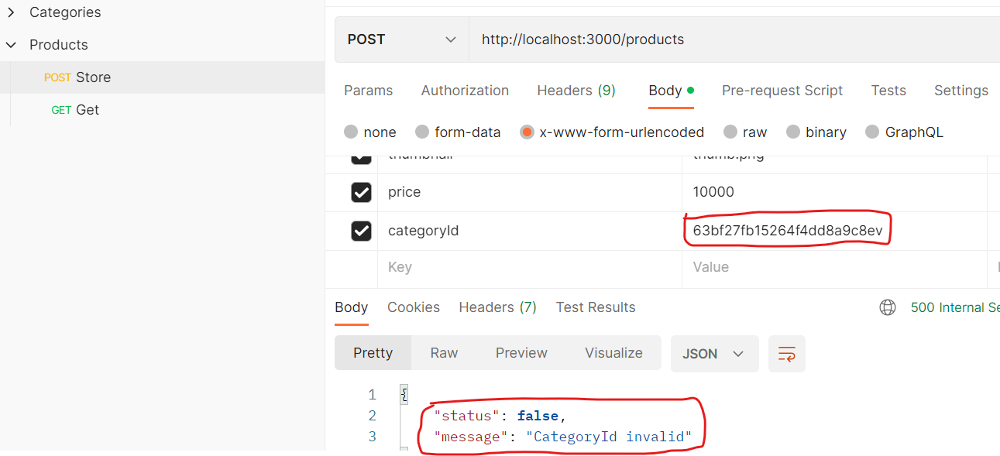 Categories
Products
POST Store
GET Get
POST
http://localhost:3000/products
Params Authorization Headers (9) Body Pre-request Script Tests Settings
none form-data x-www-form-urlencoded raw binary GraphQL
thumbnail thumb.png
price 10000
categoryId 63bf27fb15264f4dd8a9c8ev
Key Value
Body Cookies Headers (7) Test Results 500 Internal Se
Pretty Raw Preview Visualize JSON
1 {
2 "status": false,
3 "message": "CategoryId invalid"